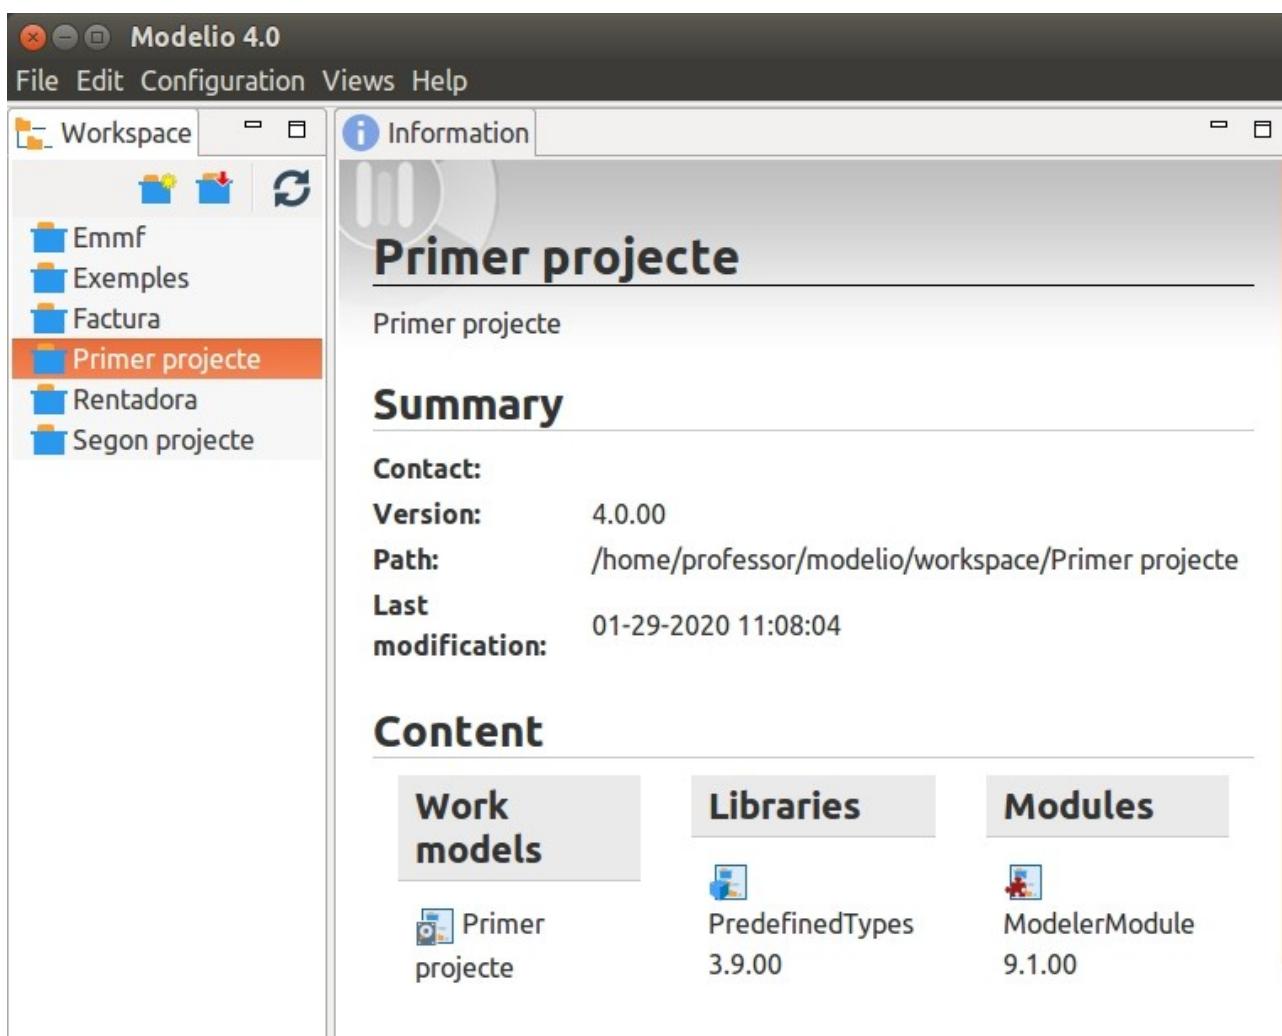 Modelio 4.0
File Edit Configuration Views Help
Workspace
Emmf
Exemples
Factura
Primer projecte
Rentadora
Segon projecte
Information
Primer projecte
Primer projecte
Summary
Contact:
Version: 4.0.00
Path: /home/professor/modelio/workspace/Primer projecte
Last
modification: 01-29-2020 11:08:04
Content
Work
models
Primer
projecte
Libraries
PredefinedTypes
3.9.00
Modules
ModelerModule
9.1.00